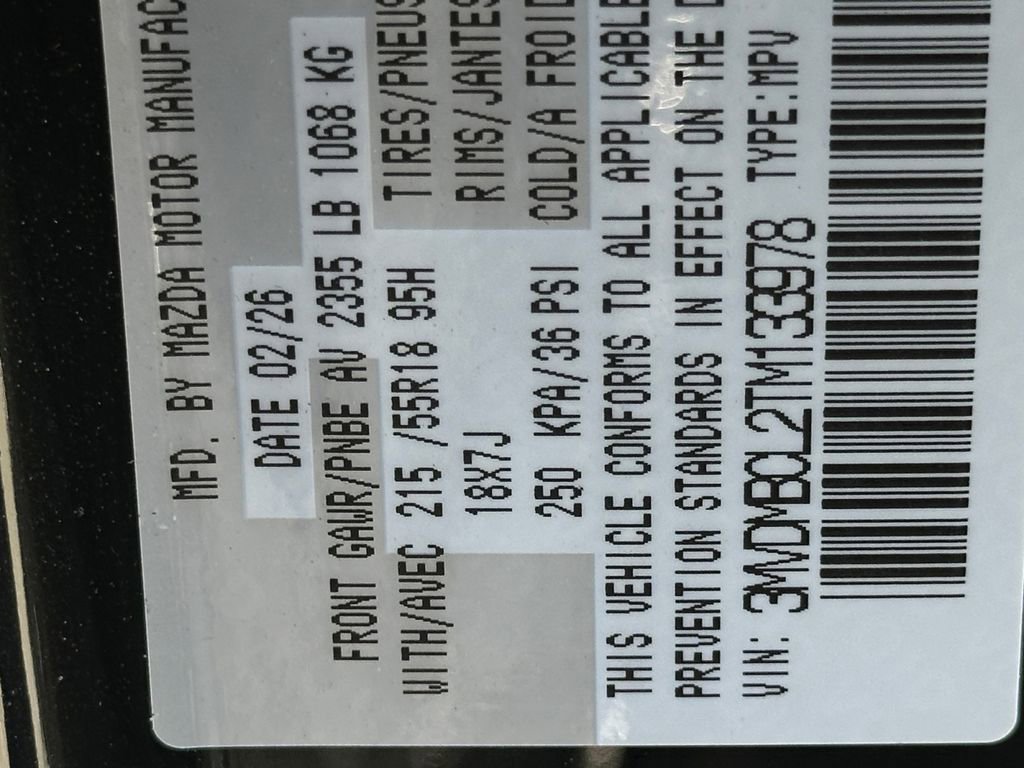 MFD. BY MAZDA MOTOR MANUFAC
DATE 02/26
FRONT GAWR/PNBE AV 2355 LB 1068 KG
WITH/AVEC 215 /55R18 95H TIRES/PNEUS
18X7J RIMS/JANTES
250 KPA/36 PSI COLD/A FROID
THIS VEHICLE CONFORMS TO ALL APPLICABLE
PREVENTION STANDARDS IN EFFECT ON THE D
VIN: 3MVDMBCL2TM133978 TYPE:MPV